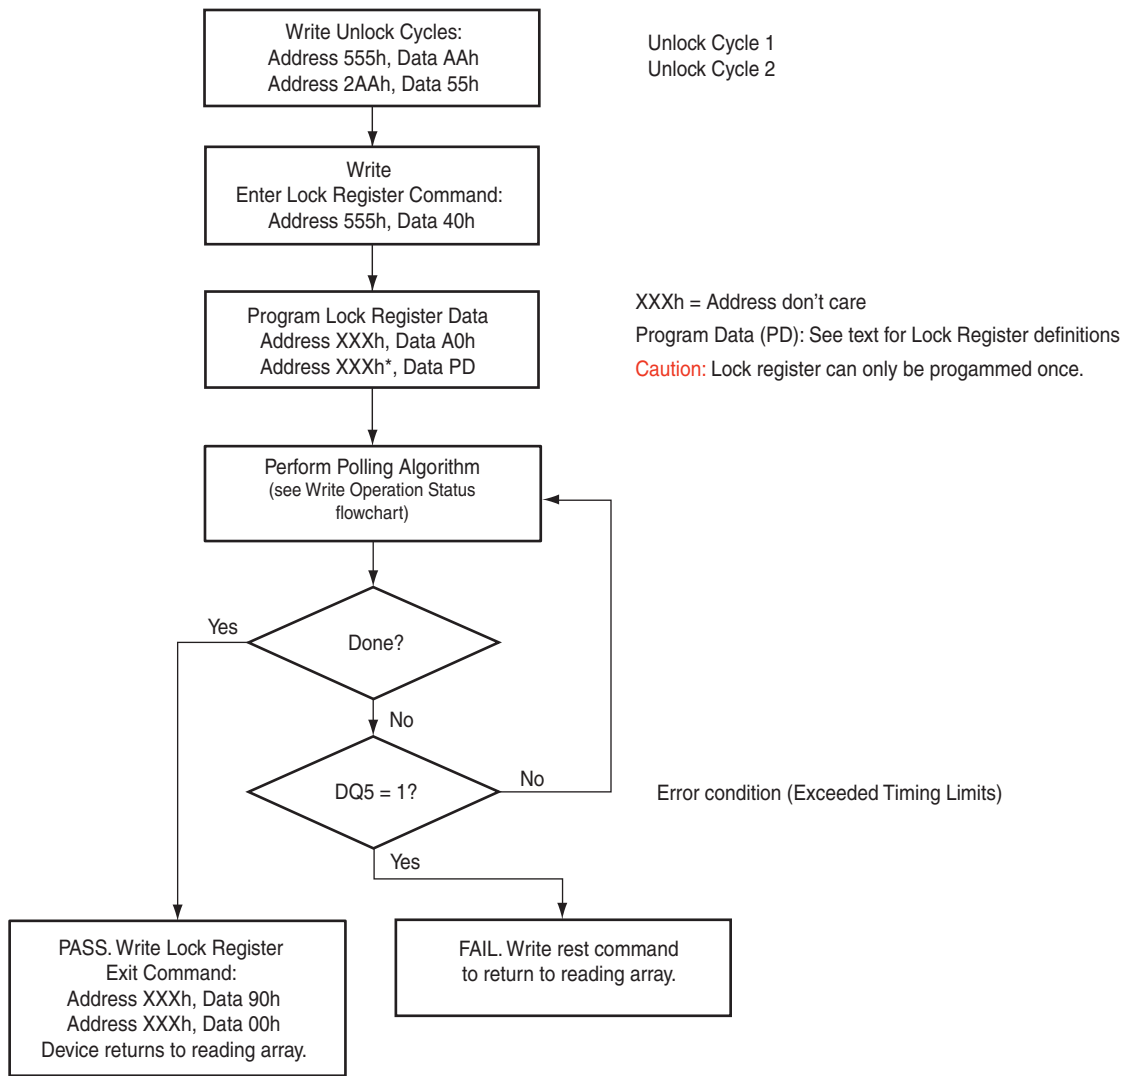 Write Unlock Cycles:
Address 555h, Data AAh
Address 2AAh, Data 55h
Unlock Cycle 1
Unlock Cycle 2
Write
Enter Lock Register Command:
Address 555h, Data 40h
Program Lock Register Data
Address XXXh, Data A0h
Address XXXh*, Data PD
XXXh = Address don't care
Program Data (PD): See text for Lock Register definitions
Caution: Lock register can only be progammed once.
Perform Polling Algorithm
(see Write Operation Status
flowchart)
Yes
Done?
No
DQ5 = 1?
No
Error condition (Exceeded Timing Limits)
Yes
PASS. Write Lock Register
Exit Command:
Address XXXh, Data 90h
Address XXXh, Data 00h
Device returns to reading array.
FAIL. Write rest command
to return to reading array.